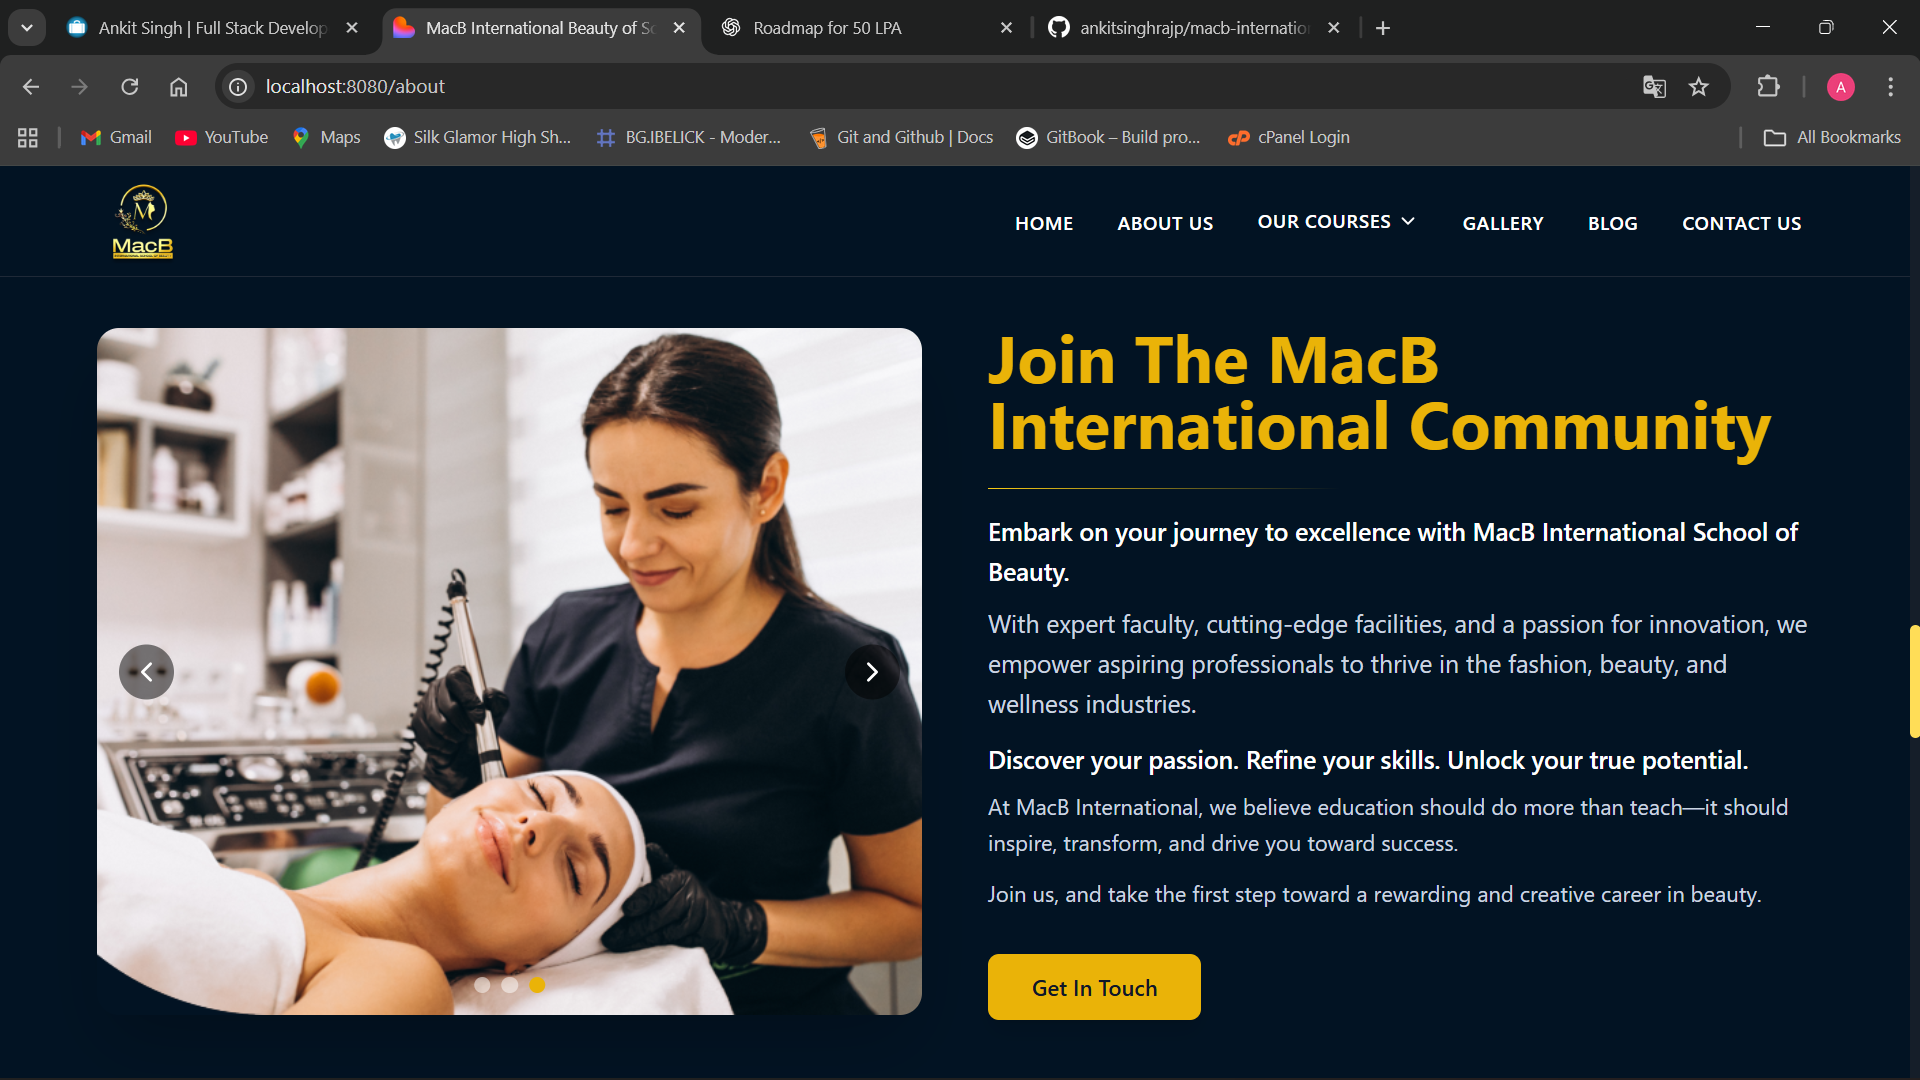 Ankit Singh | Full Stack Develop
MacB International Beauty of Sc
Roadmap for 50 LPA
ankitsinghrajp/macb-internatio
localhost:8080/about
A
Gmail
YouTube
Maps
Silk Glamor High Sh...
BG.IBELICK - Moder...
Git and Github | Docs
GitBook – Build pro...
cPanel Login
All Bookmarks
M
MacB
HOME
ABOUT US
OUR COURSES
GALLERY
BLOG
CONTACT US
Join The MacB
International Community
Embark on your journey to excellence with MacB International School of
Beauty.
With expert faculty, cutting-edge facilities, and a passion for innovation, we
empower aspiring professionals to thrive in the fashion, beauty, and
wellness industries.
Discover your passion. Refine your skills. Unlock your true potential.
At MacB International, we believe education should do more than teach—it should
inspire, transform, and drive you toward success.
Join us, and take the first step toward a rewarding and creative career in beauty.
Get In Touch